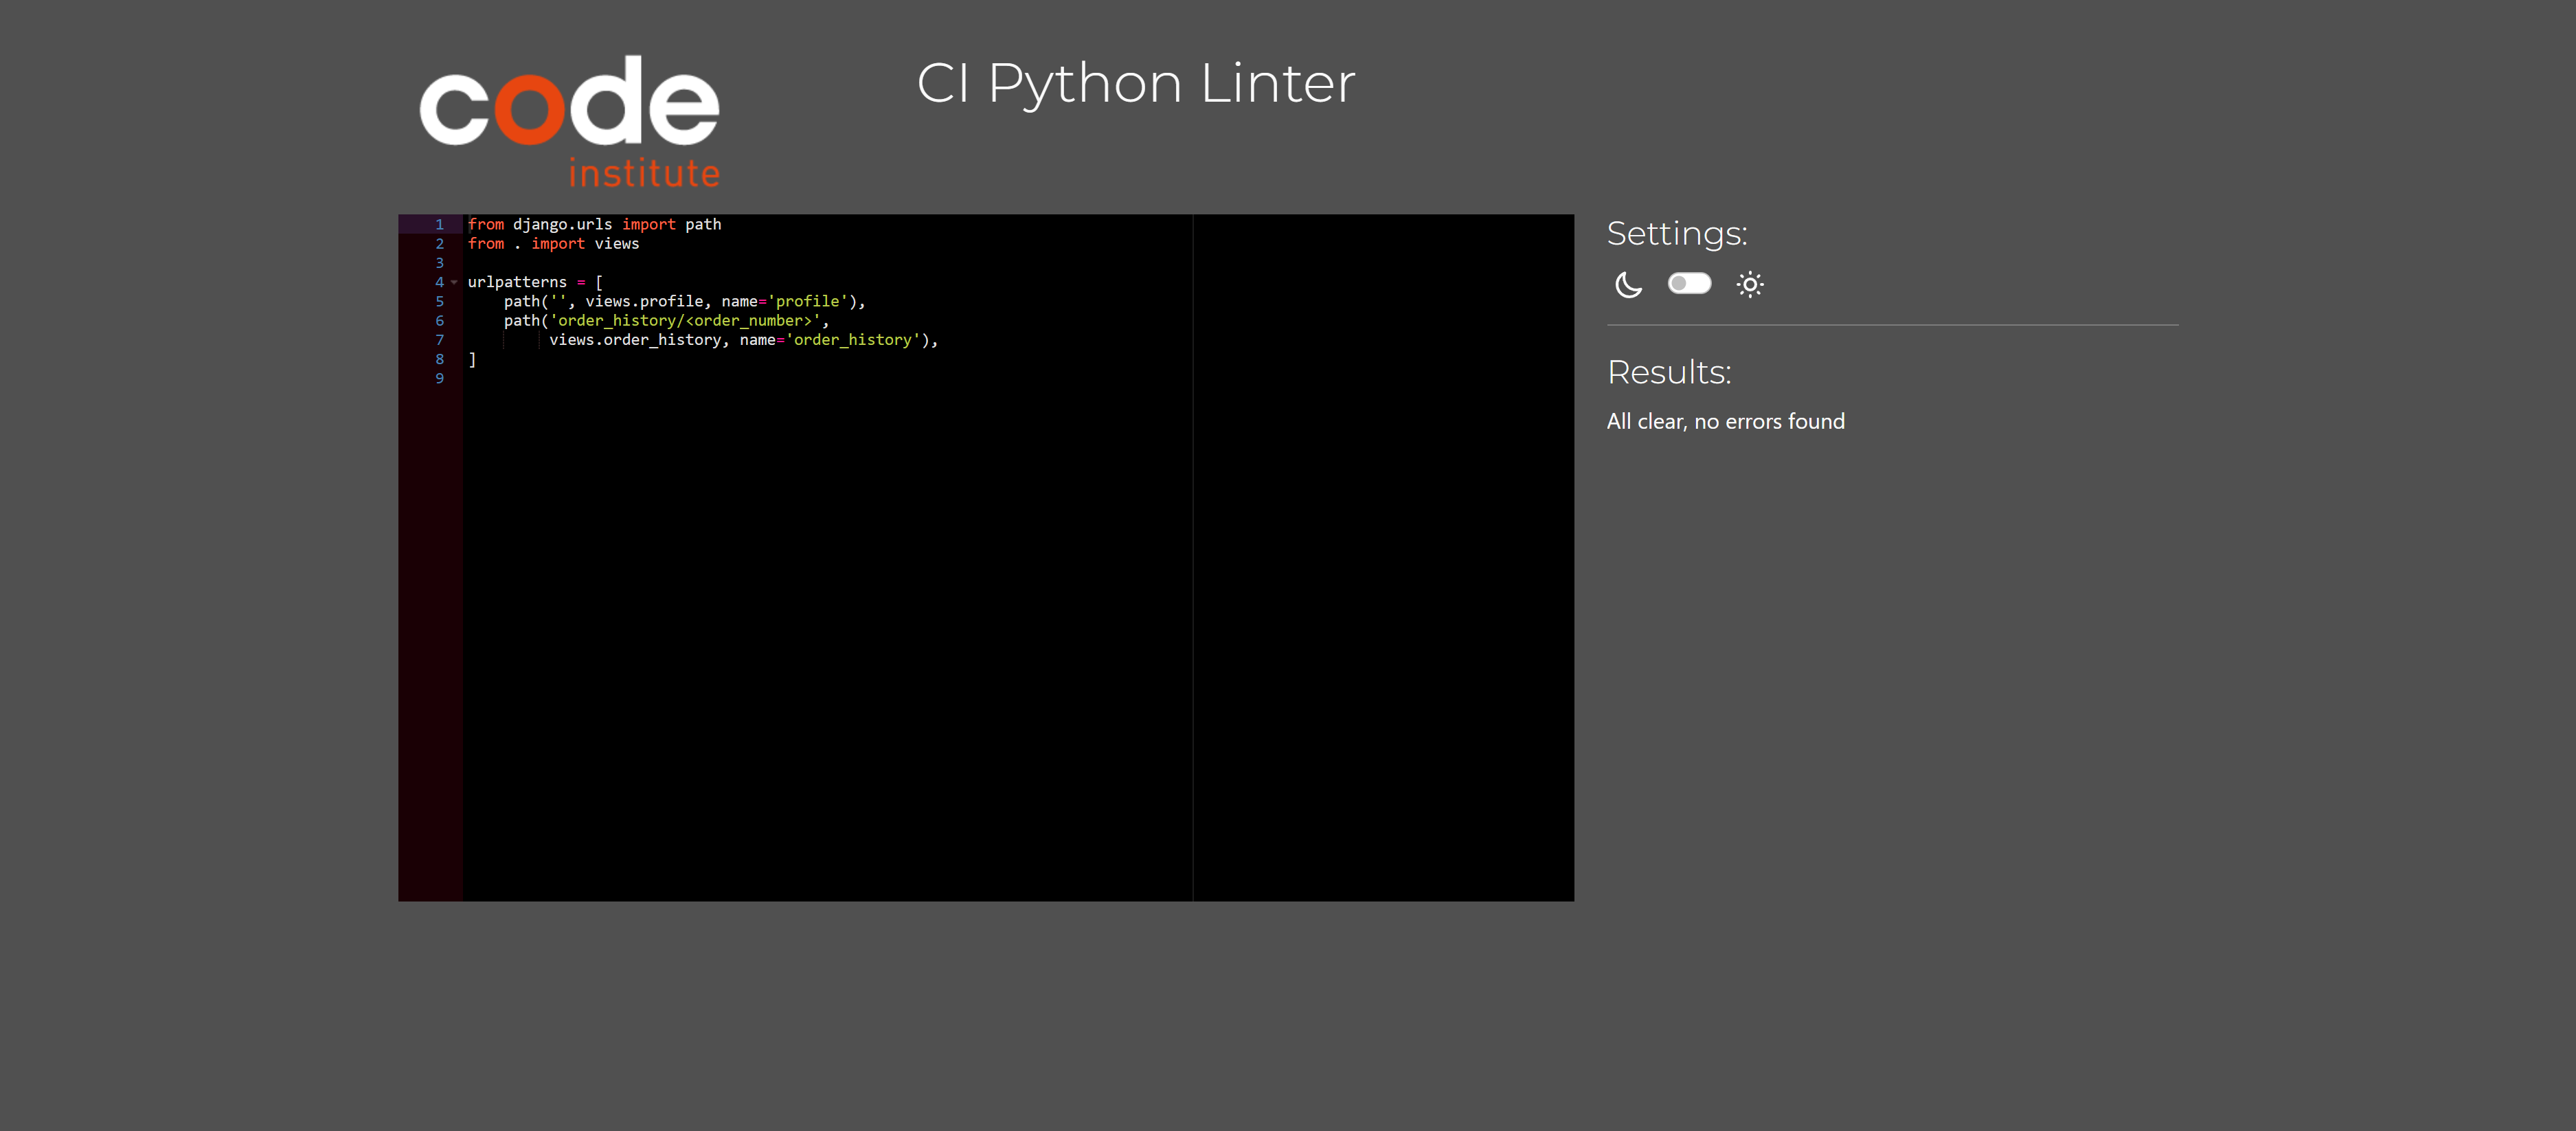 code
institute
CI Python Linter
1 from django.urls import path
2 from . import views
3
4 urlpatterns = [
5     path('', views.profile, name='profile'),
6     path('order_history/<order_number>',
7          views.order_history, name='order_history'),
8 ]
9
Settings:
Results:
All clear, no errors found